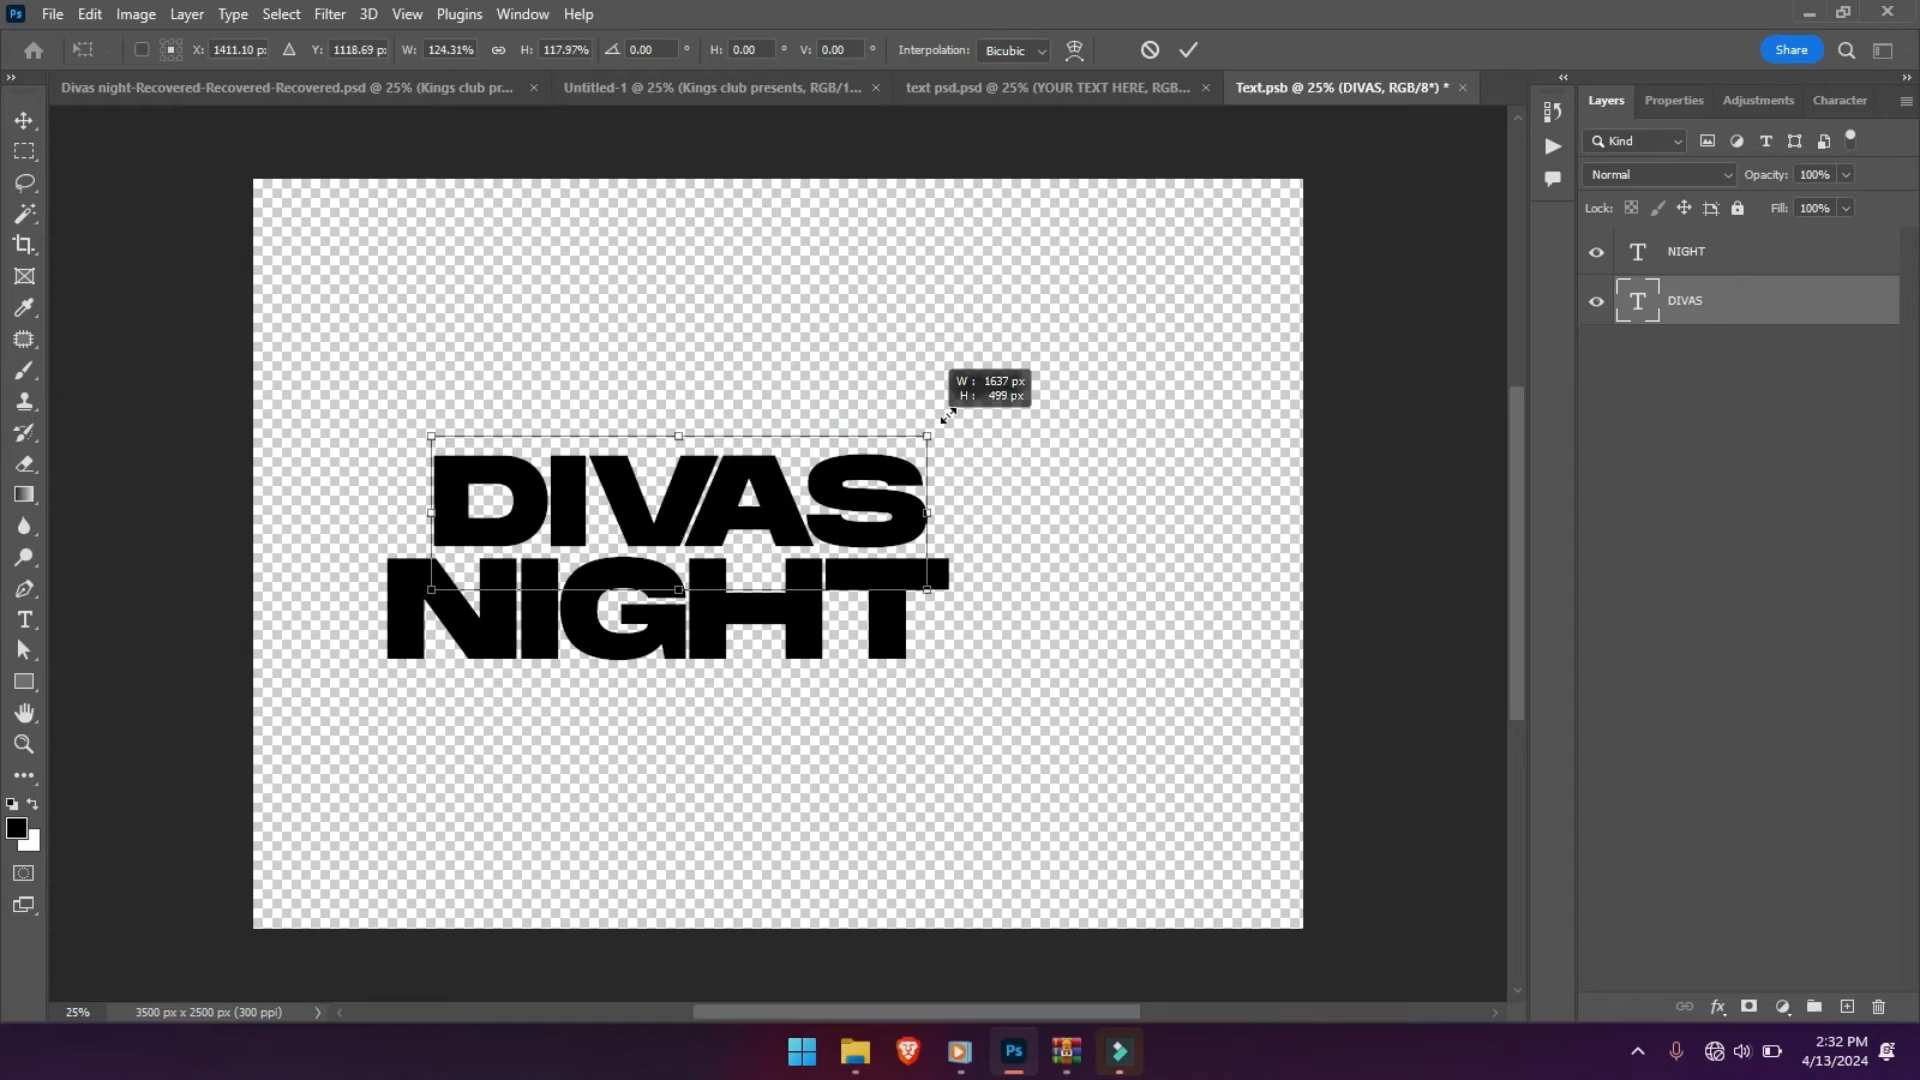 Ps File Edit Image Layer Type Select Filter 3D View Plugins Window Help
X: 1411.10 p: Y: 1118.69 p: W: 124.31% H: 117.97% 0.00 ° H: 0.00 ° V: 0.00 ° Interpolation: Bicubic Share
Divas night-Recovered-Recovered-Recovered.psd @ 25% (Kings club pr... × Untitled-1 @ 25% (Kings club presents, RGB/1... × text psd.psd @ 25% (YOUR TEXT HERE, RGB... × Text.psb @ 25% (DIVAS, RGB/8*) * ×
Layers Properties Adjustments Character
Kind
Normal Opacity: 100%
Lock: Fill: 100%
NIGHT
DIVAS
W : 1637 px
H : 499 px
DIVAS
NIGHT
25% 3500 px x 2500 px (300 ppi)
fx
Ps
2:32 PM
4/13/2024